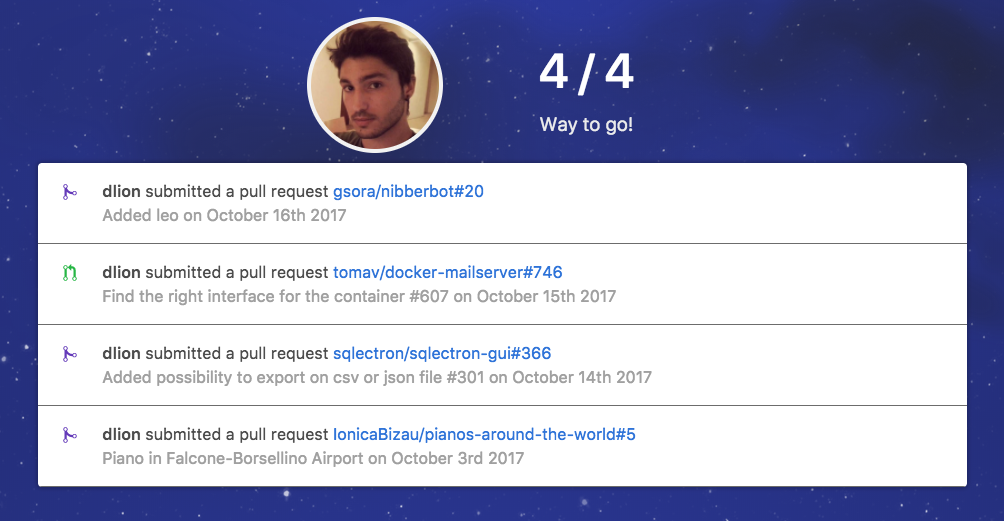 4 / 4
Way to go!
dlion submitted a pull request gsora/nibberbot#20
Added leo on October 16th 2017
dlion submitted a pull request tomav/docker-mailserver#746
Find the right interface for the container #607 on October 15th 2017
dlion submitted a pull request sqlectron/sqlectron-gui#366
Added possibility to export on csv or json file #301 on October 14th 2017
dlion submitted a pull request IonicaBizau/pianos-around-the-world#5
Piano in Falcone-Borsellino Airport on October 3rd 2017